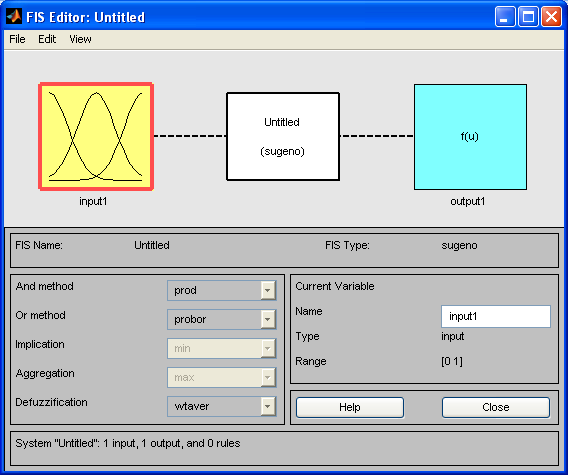 FIS Editor: Untitled
File Edit View
Untitled
(sugeno)
f(u)
input1
output1
FIS Name: Untitled FIS Type: sugeno
And method prod
Or method probor
Implication min
Aggregation max
Defuzzification wtaver
Current Variable
Name input1
Type input
Range [0 1]
Help Close
System "Untitled": 1 input, 1 output, and 0 rules